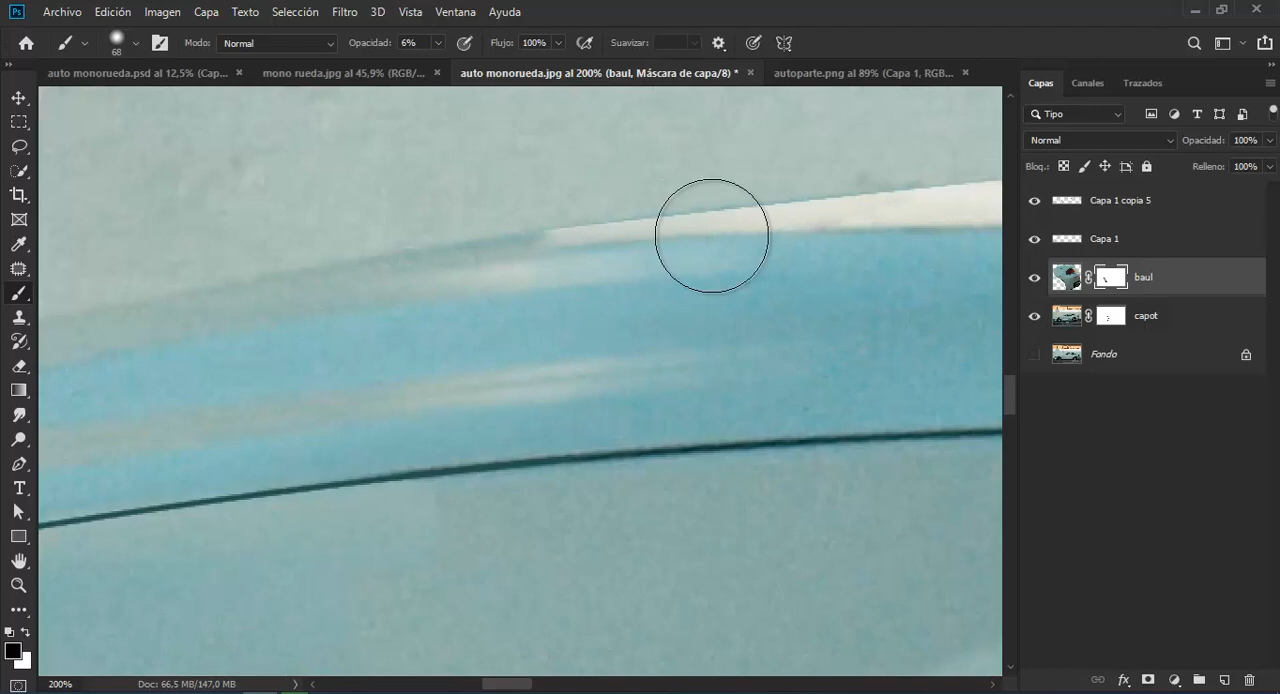 Ps Archivo Edición Imagen Capa Texto Selección Filtro 3D Vista Ventana Ayuda
68 Modo: Normal Opacidad: 6% Flujo: 100% Suavizar:
auto monorueda.psd al 12,5% (Cap... × mono rueda.jpg al 45,9% (RGB/... × auto monorueda.jpg al 200% (baul, Máscara de capa/8) * × autoparte.png al 89% (Capa 1, RGB... ×
Capas Canales Trazados
Tipo
Normal Opacidad: 100%
Bloq.: Relleno: 100%
Capa 1 copia 5
Capa 1
baul
capot
Fondo
200% Doc: 66,5 MB/147,0 MB